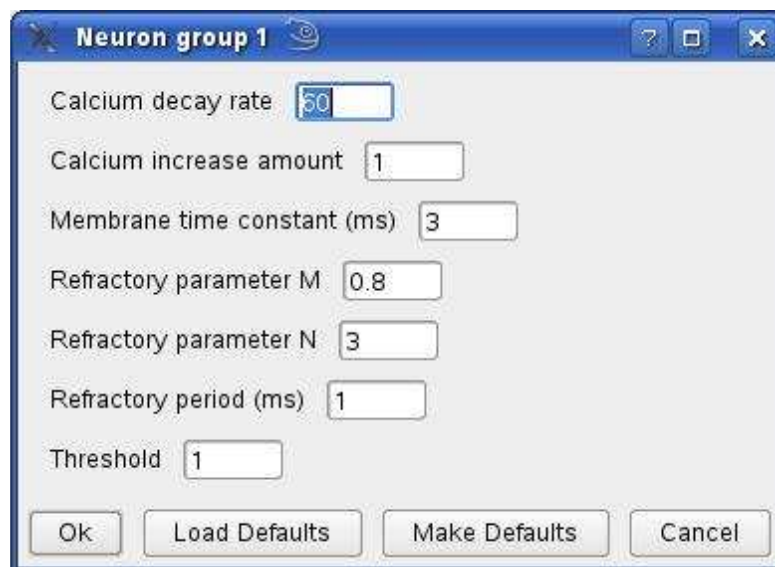 Neuron group 1
Calcium decay rate 60
Calcium increase amount 1
Membrane time constant (ms) 3
Refractory parameter M 0.8
Refractory parameter N 3
Refractory period (ms) 1
Threshold 1
Ok Load Defaults Make Defaults Cancel